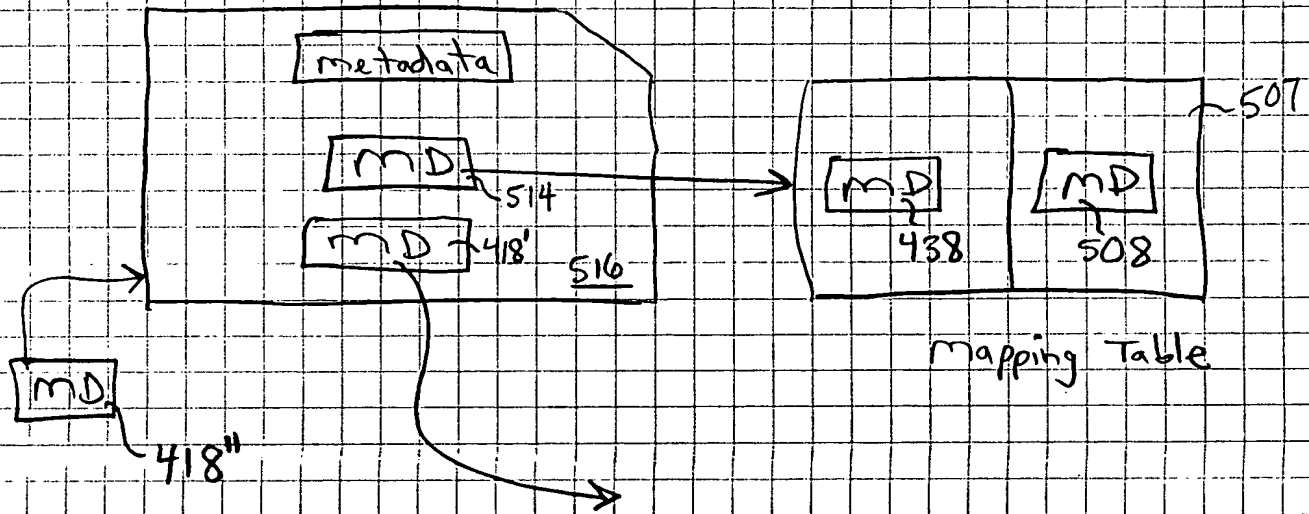 metadata
507
MD
514
MD
438
MD
508
MD
418'
516
Mapping Table
MD
418"